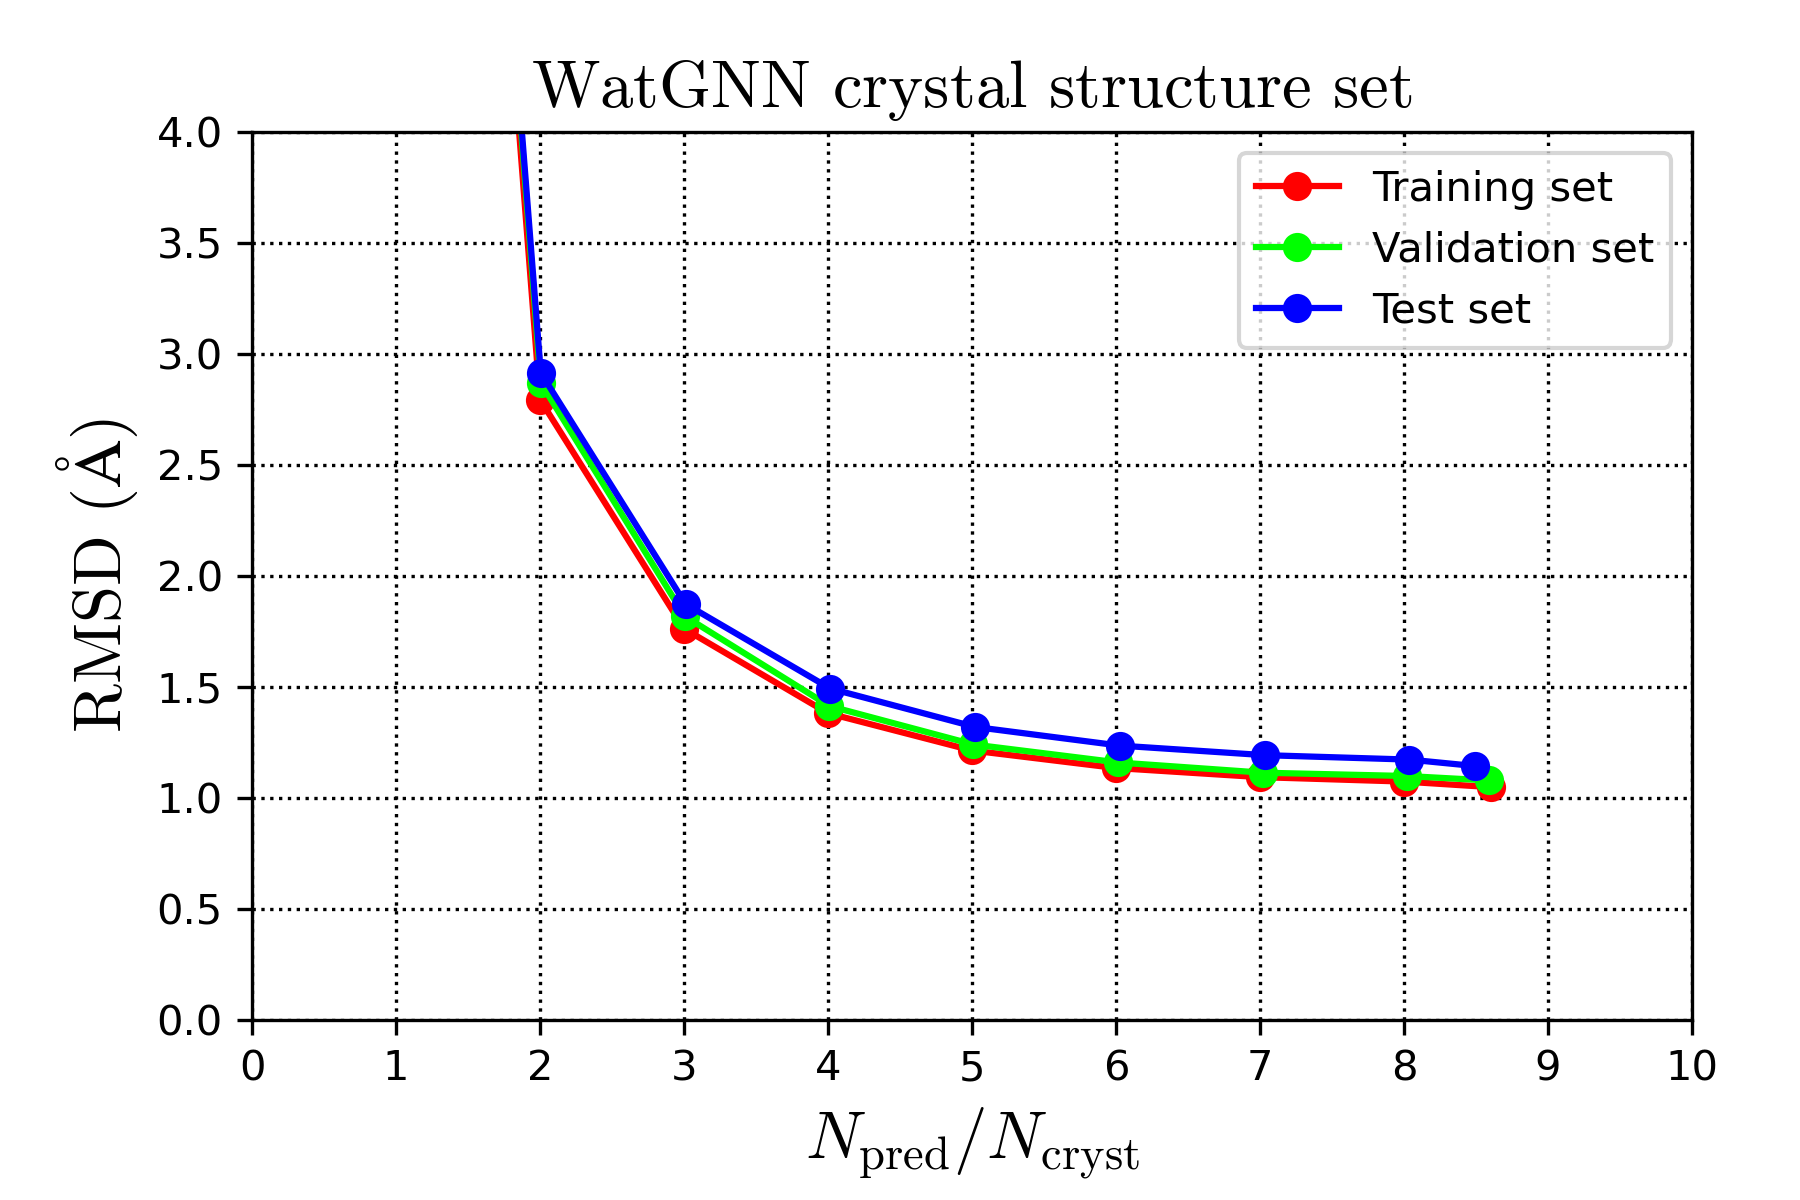 WatGNN crystal structure set
4.0
3.5
3.0
2.5
2.0
1.5
1.0
0.5
0.0
RMSD (Å)
Training set
Validation set
Test set
0 1 2 3 4 5 6 7 8 9 10
N_pred/N_cryst